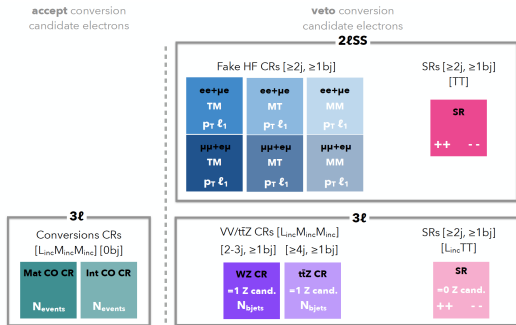 accept conversion
candidate electrons
veto conversion
candidate electrons
2ℓSS
Fake HF CRs [≥2j, ≥1bj]
ee+μe
TM
pT ℓ1
ee+μe
MT
pT ℓ1
ee+μe
MM
pT ℓ1
μμ+eμ
TM
pT ℓ1
μμ+eμ
MT
pT ℓ1
μμ+eμ
MM
pT ℓ1
SRs [≥2j, ≥1bj]
[TT]
SR
++ --
3ℓ
Conversions CRs
[LincMincMinc] [0bj]
Mat CO CR
Nevents
Int CO CR
Nevents
3ℓ
VV/tt̄Z CRs [LincMincMinc]
[2-3j, ≥1bj] [≥4j, ≥1bj]
WZ CR
=1 Z cand.
Nbjets
tt̄Z CR
=1 Z cand.
Nbjets
SRs [≥2j, ≥1bj]
[LincTT]
SR
=0 Z cand.
++ --